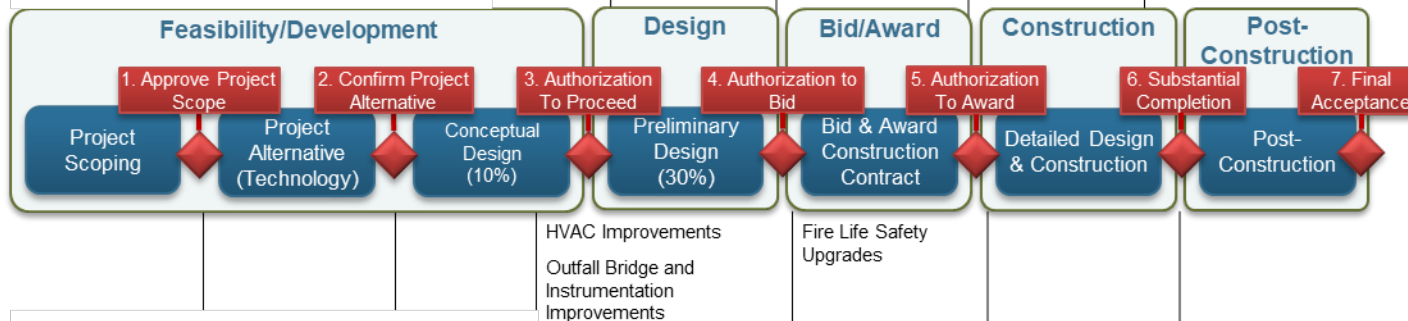 Feasibility/Development
Design
Bid/Award
Construction
Post-
Construction
1. Approve Project
Scope
2. Confirm Project
Alternative
3. Authorization
To Proceed
4. Authorization to
Bid
5. Authorization
To Award
6. Substantial
Completion
7. Final
Acceptance
Project
Scoping
Project
Alternative
(Technology)
Conceptual
Design
(10%)
Preliminary
Design
(30%)
Bid & Award
Construction
Contract
Detailed Design
& Construction
Post-
Construction
HVAC Improvements
Outfall Bridge and
Instrumentation
Improvements
Fire Life Safety
Upgrades